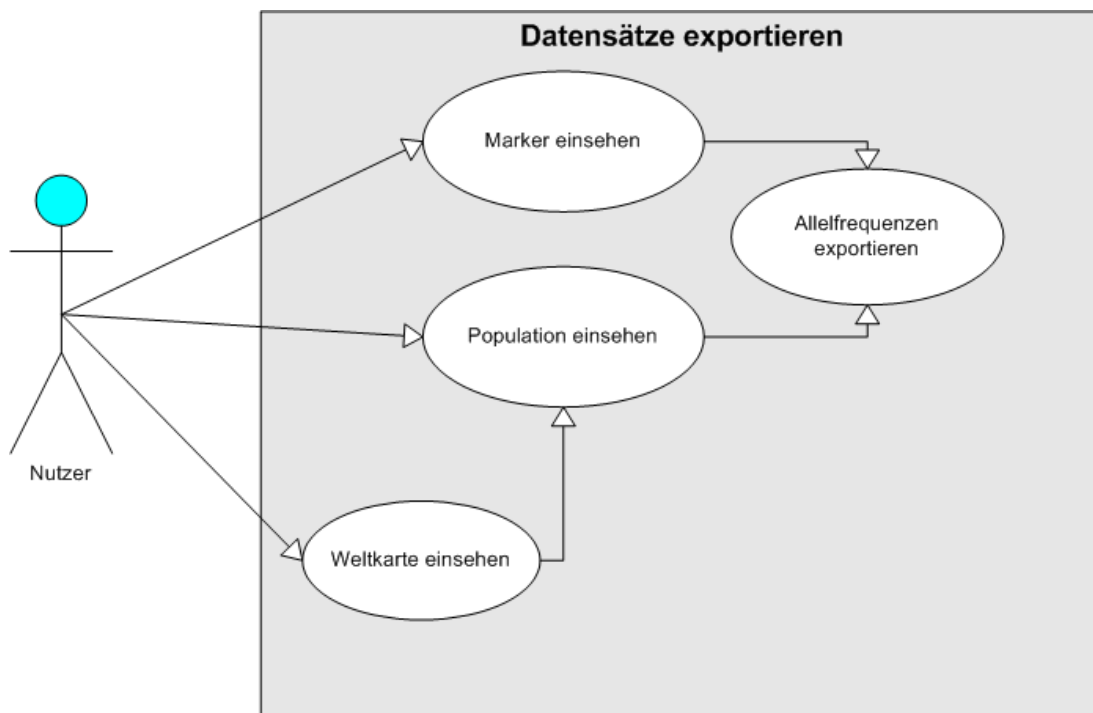 Datensätze exportieren
Marker einsehen
Allelfrequenzen
exportieren
Population einsehen
Nutzer
Weltkarte einsehen